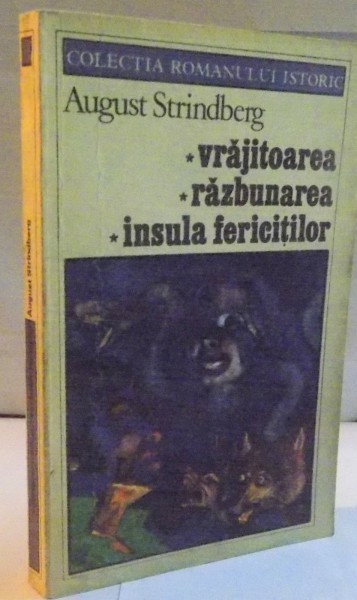 COLECȚIA ROMANULUI ISTORIC
August Strindberg
* vrăjitoarea
* răzbunarea
* insula fericiților
August Strindberg